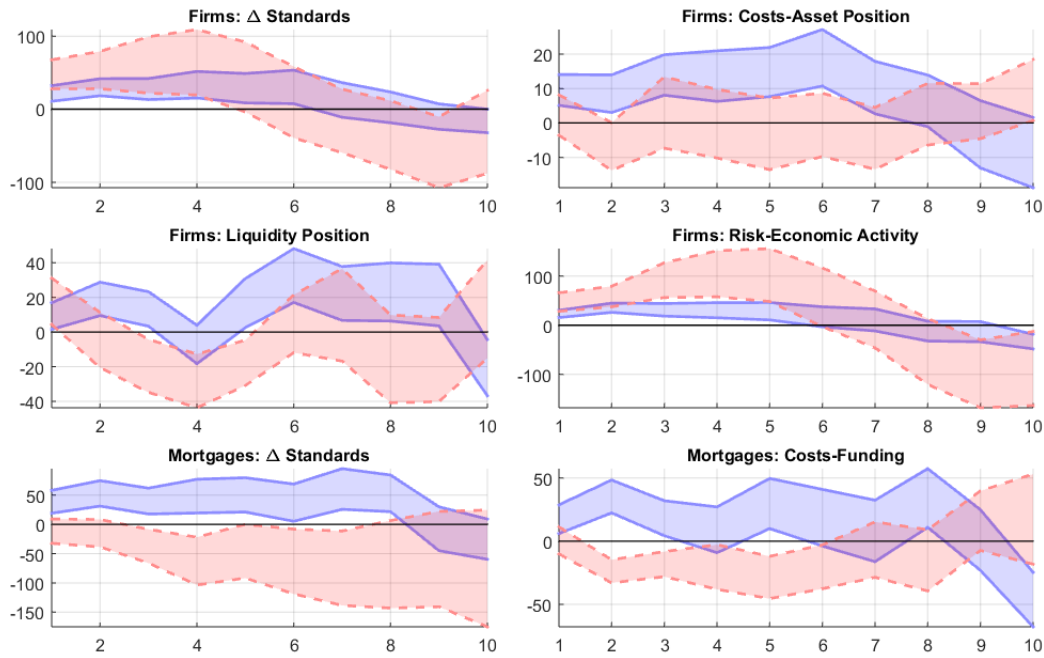 Firms: Δ Standards
100
0
-100
2 4 6 8 10
Firms: Costs-Asset Position
20
10
0
-10
1 2 3 4 5 6 7 8 9 10
Firms: Liquidity Position
40
20
0
-20
-40
2 4 6 8 10
Firms: Risk-Economic Activity
100
0
-100
1 2 3 4 5 6 7 8 9 10
Mortgages: Δ Standards
50
0
-50
-100
-150
2 4 6 8 10
Mortgages: Costs-Funding
50
0
-50
1 2 3 4 5 6 7 8 9 10